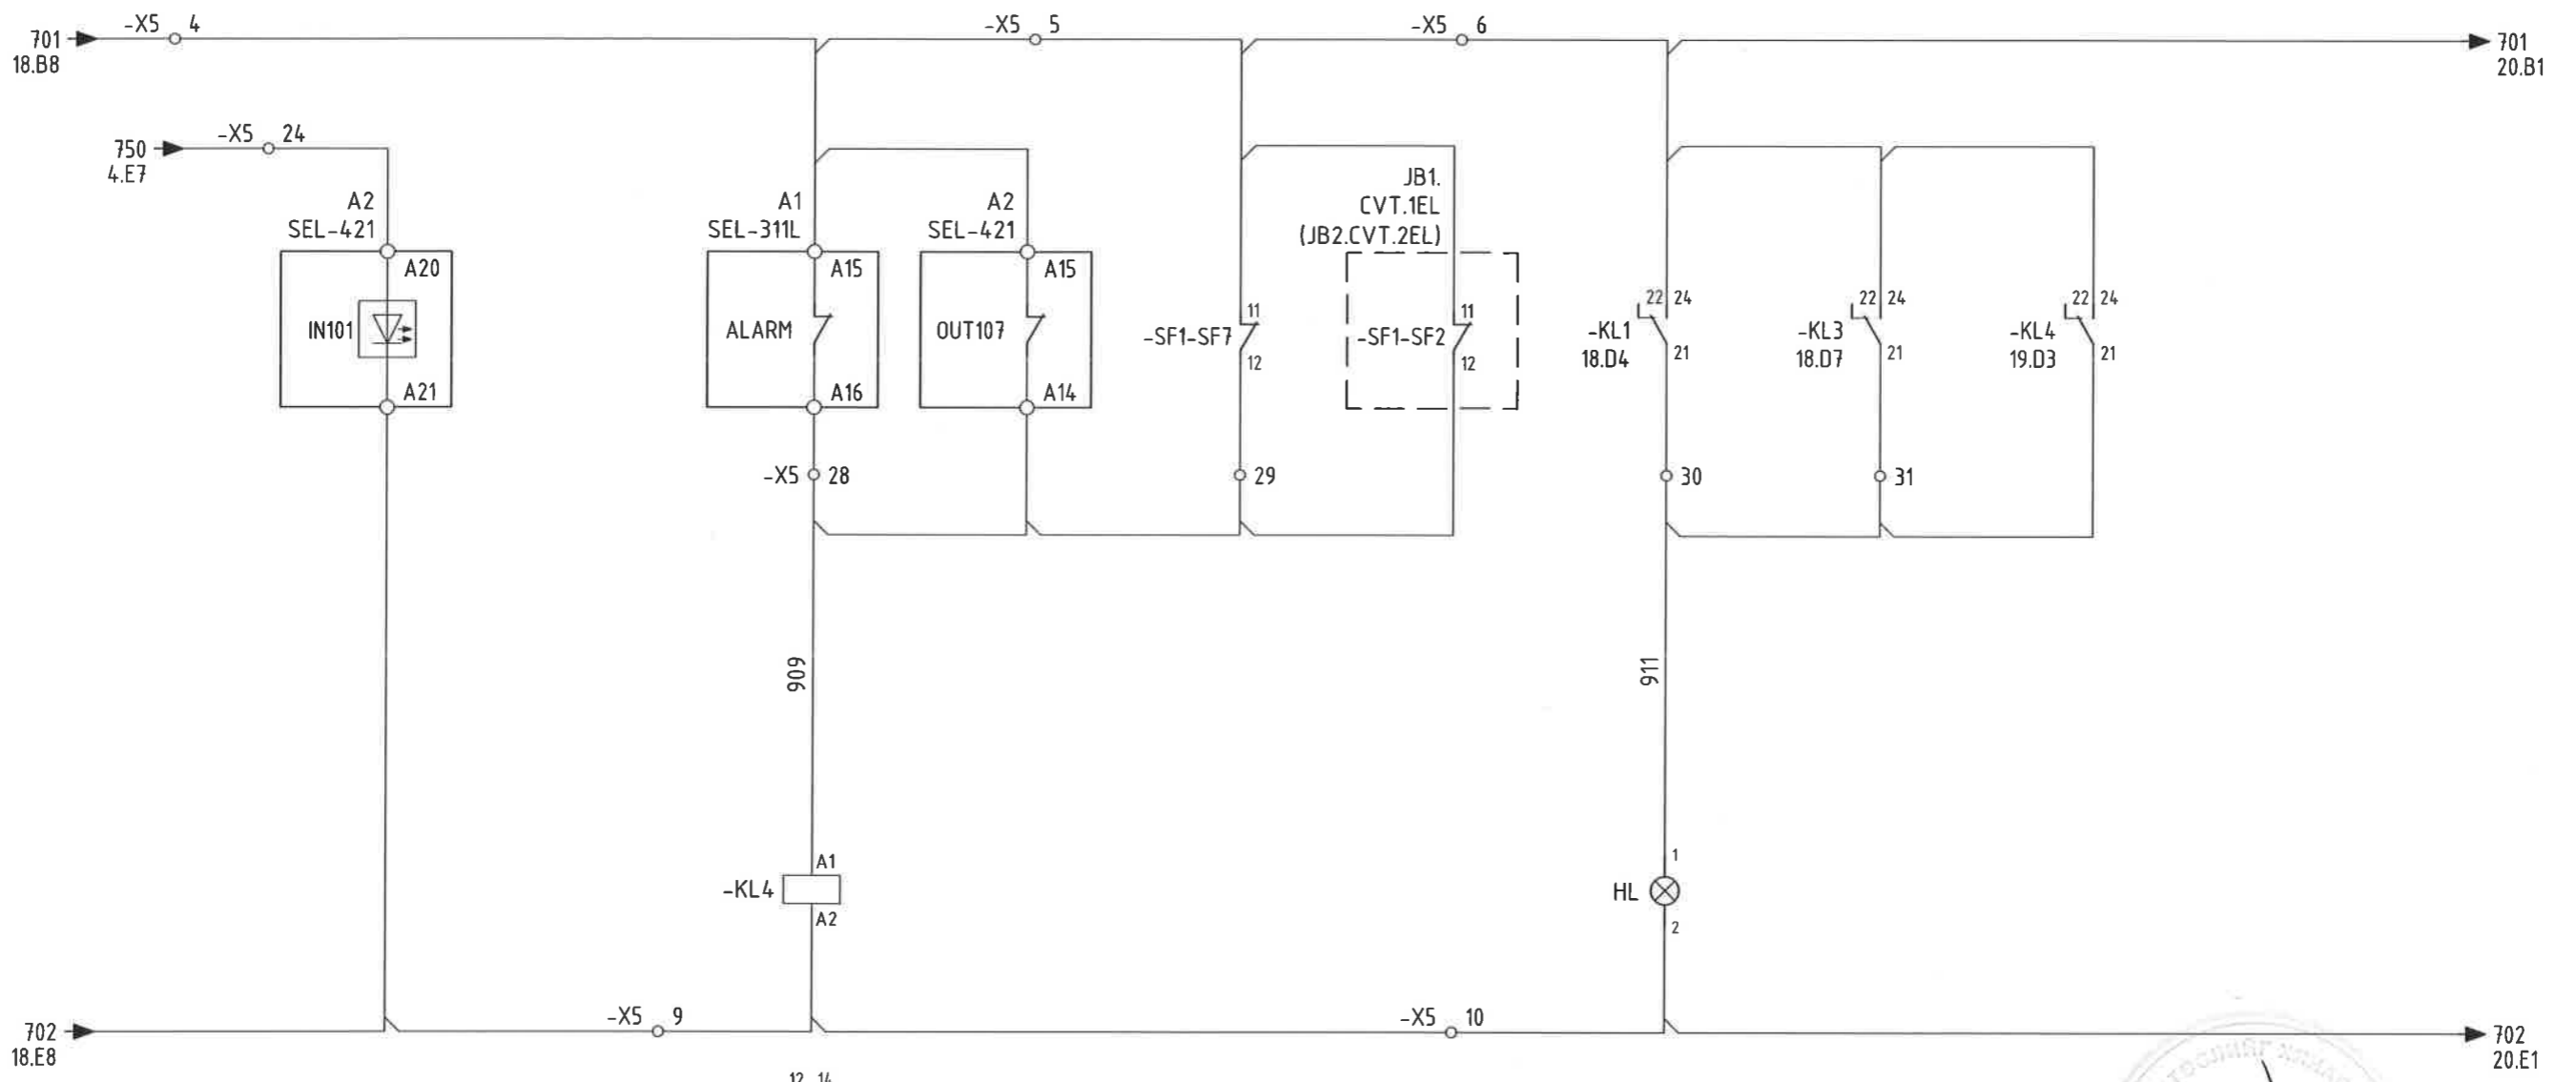 -X5 4
-X5 5
-X5 6
701
18.B8
701
20.B1
-X5 24
750
4.E7
A2
SEL-421
A20
IN101
A21
A1
SEL-311L
A15
ALARM
A16
A2
SEL-421
A15
OUT107
A14
11
-SF1-SF7
12
JB1.
CVT.1EL
(JB2.CVT.2EL)
11
-SF1-SF2
12
22 24
-KL1
18.D4
21
22 24
-KL3
18.D7
21
22 24
-KL4
19.D3
21
-X5 28
29
30
31
909
911
A1
-KL4
A2
1
HL
2
-X5 9
-X5 10
702
18.E8
702
20.E1
12 14